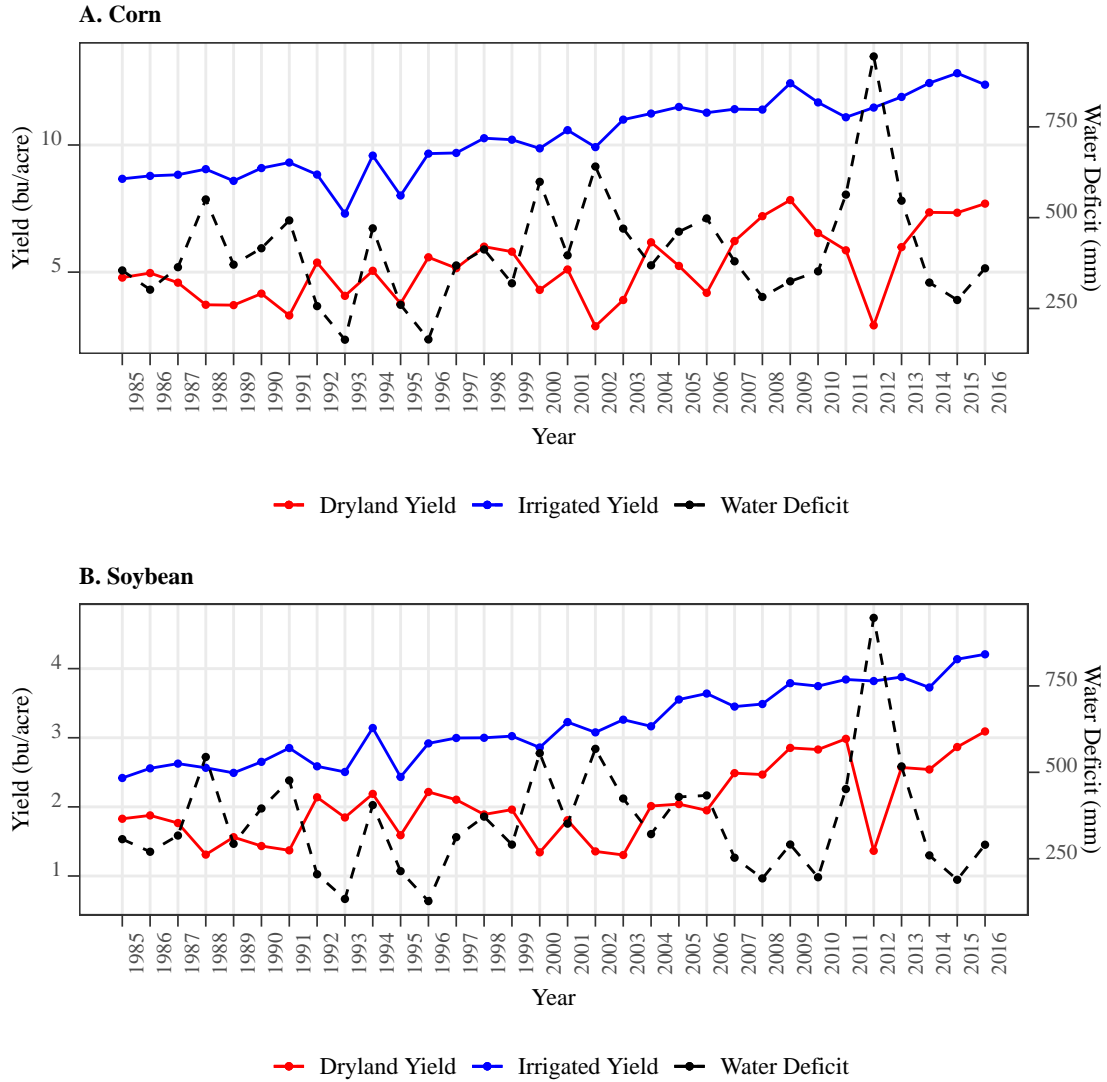 A. Corn
Yield (bu/acre)
10
5
Water Deficit (mm)
750
500
250
1985 1986 1987 1988 1989 1990 1991 1992 1993 1994 1995 1996 1997 1998 1999 2000 2001 2002 2003 2004 2005 2006 2007 2008 2009 2010 2011 2012 2013 2014 2015 2016
Year
Dryland Yield Irrigated Yield Water Deficit
B. Soybean
Yield (bu/acre)
4
3
2
1
Water Deficit (mm)
750
500
250
1985 1986 1987 1988 1989 1990 1991 1992 1993 1994 1995 1996 1997 1998 1999 2000 2001 2002 2003 2004 2005 2006 2007 2008 2009 2010 2011 2012 2013 2014 2015 2016
Year
Dryland Yield Irrigated Yield Water Deficit